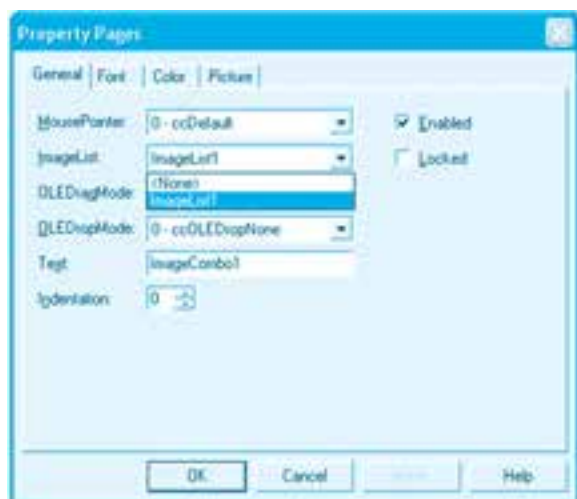 Property Pages
General Font Color Picture
MousePointer: 0 - ccDefault Enabled
ImageList: ImageList1 Locked
(None)
OLEDragMode: ImageList1
OLEDropMode: 0 - ccOLEDropNone
Text: ImageCombo1
Indentation: 0
OK Cancel Help